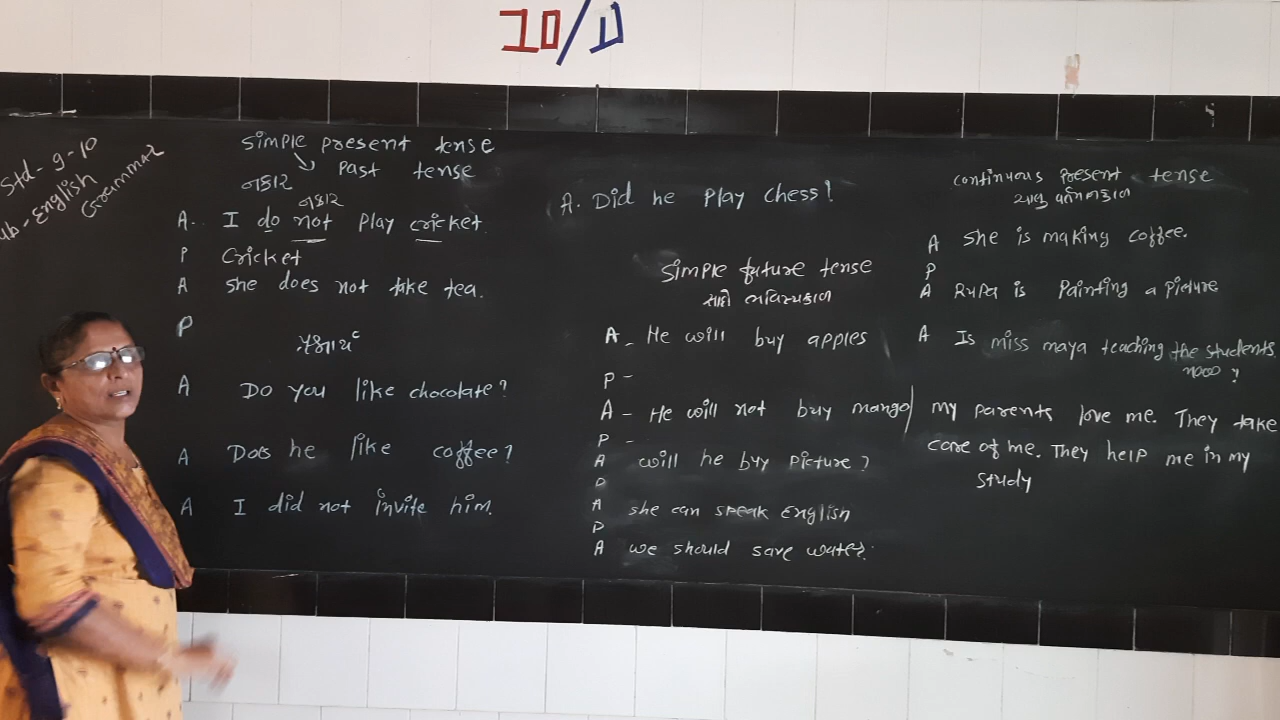 10/D
Std- 9-10
Sub-English
Grammar
Simple present tense
Past tense
નકાર
નકાર
A. I do not play cricket.
P Cricket
A She does not take tea.
P
પ્રશ્નાર્થ
A Do you like chocolate?
A Does he like coffee?
A I did not invite him.
A. Did he play chess?
Simple future tense
સાદો ભવિષ્યકાળ
A - He will buy apples
P -
A - He will not buy mango
P -
A will he buy picture?
P
A she can speak English
P
A we should save water.
continuous present tense
ચાલુ વર્તમાનકાળ
A She is making coffee.
P
A Rupa is Painting a picture
A Is miss maya teaching the students
?
my parents love me. They take
care of me. They help me in my
study